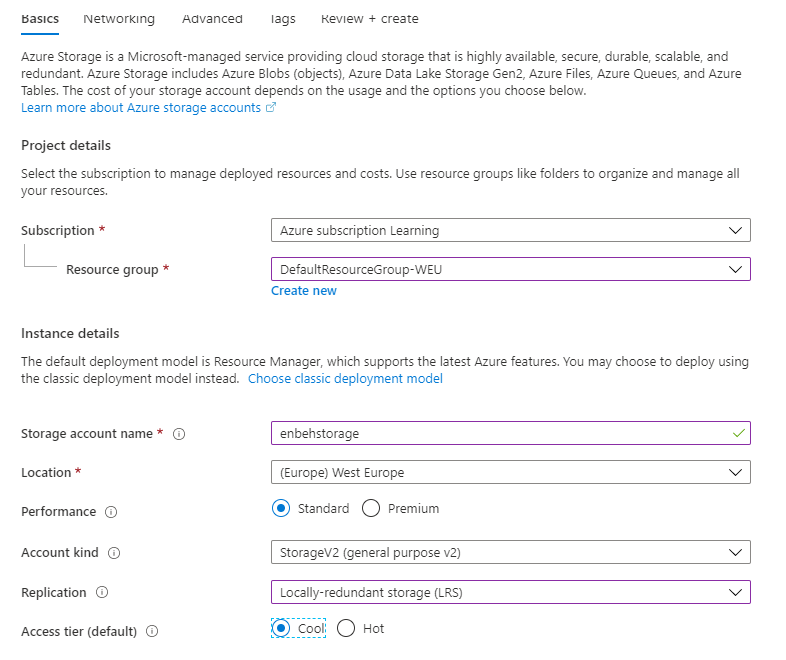 Basics Networking Advanced Tags Review + create
Azure Storage is a Microsoft-managed service providing cloud storage that is highly available, secure, durable, scalable, and
redundant. Azure Storage includes Azure Blobs (objects), Azure Data Lake Storage Gen2, Azure Files, Azure Queues, and Azure
Tables. The cost of your storage account depends on the usage and the options you choose below.
Learn more about Azure storage accounts
Project details
Select the subscription to manage deployed resources and costs. Use resource groups like folders to organize and manage all
your resources.
Subscription * Azure subscription Learning
Resource group * DefaultResourceGroup-WEU
Create new
Instance details
The default deployment model is Resource Manager, which supports the latest Azure features. You may choose to deploy using
the classic deployment model instead. Choose classic deployment model
Storage account name * enbehstorage
Location * (Europe) West Europe
Performance Standard Premium
Account kind StorageV2 (general purpose v2)
Replication Locally-redundant storage (LRS)
Access tier (default) Cool Hot